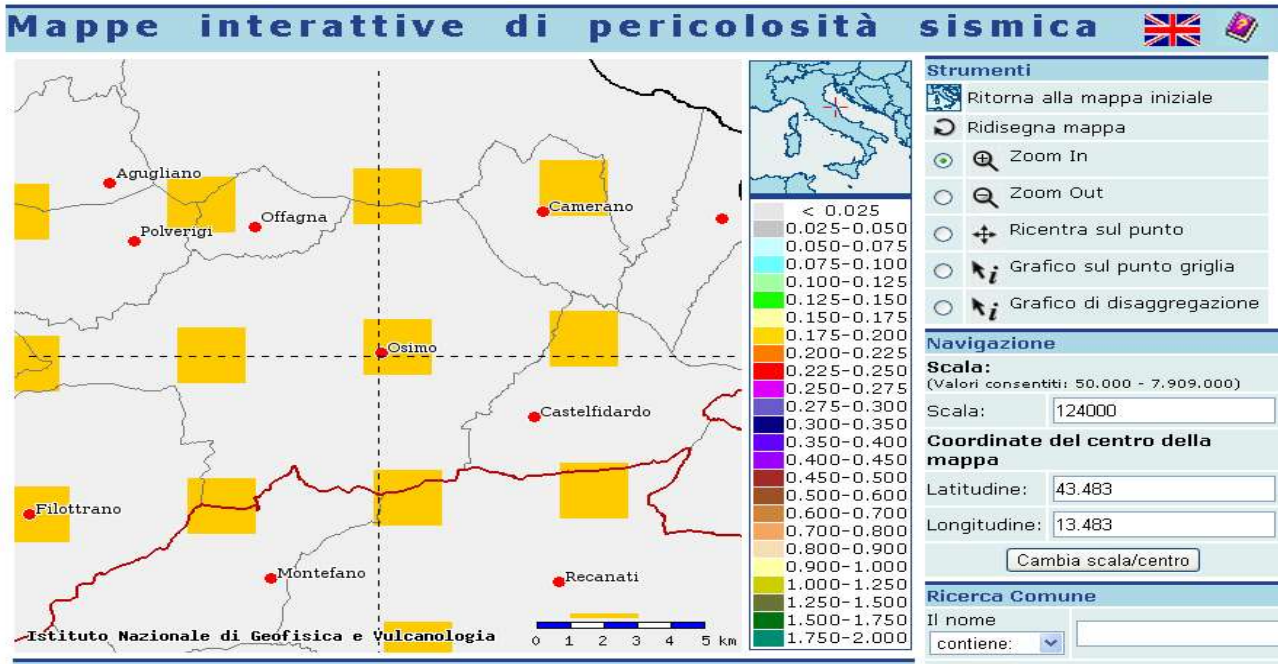 Mappe interattive di pericolosità sismica
Agugliano
Offagna
Polverigi
Camerano
Osimo
Castelfidardo
Filottrano
Montefano
Recanati
Istituto Nazionale di Geofisica e Vulcanologia
0 1 2 3 4 5 km
< 0.025
0.025-0.050
0.050-0.075
0.075-0.100
0.100-0.125
0.125-0.150
0.150-0.175
0.175-0.200
0.200-0.225
0.225-0.250
0.250-0.275
0.275-0.300
0.300-0.350
0.350-0.400
0.400-0.450
0.450-0.500
0.500-0.600
0.600-0.700
0.700-0.800
0.800-0.900
0.900-1.000
1.000-1.250
1.250-1.500
1.500-1.750
1.750-2.000
Strumenti
Ritorna alla mappa iniziale
Ridisegna mappa
Zoom In
Zoom Out
Ricentra sul punto
Grafico sul punto griglia
Grafico di disaggregazione
Navigazione
Scala:
(Valori consentiti: 50.000 - 7.909.000)
Scala: 124000
Coordinate del centro della
mappa
Latitudine: 43.483
Longitudine: 13.483
Cambia scala/centro
Ricerca Comune
Il nome
contiene: